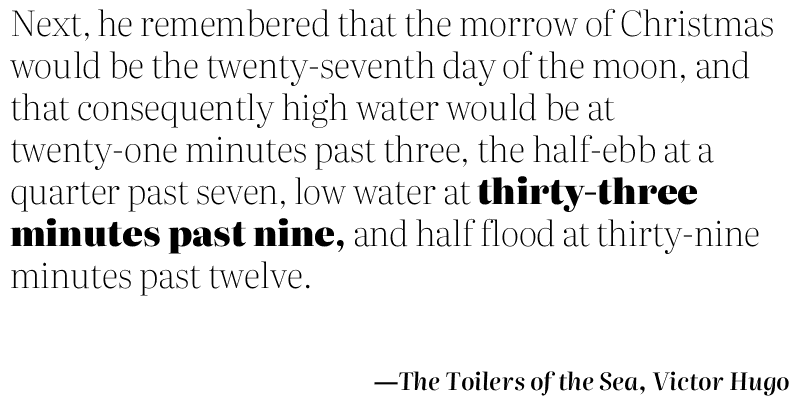 Next, he remembered that the morrow of Christmas
would be the twenty-seventh day of the moon, and
that consequently high water would be at
twenty-one minutes past three, the half-ebb at a
quarter past seven, low water at thirty-three
minutes past nine, and half flood at thirty-nine
minutes past twelve.
—The Toilers of the Sea, Victor Hugo